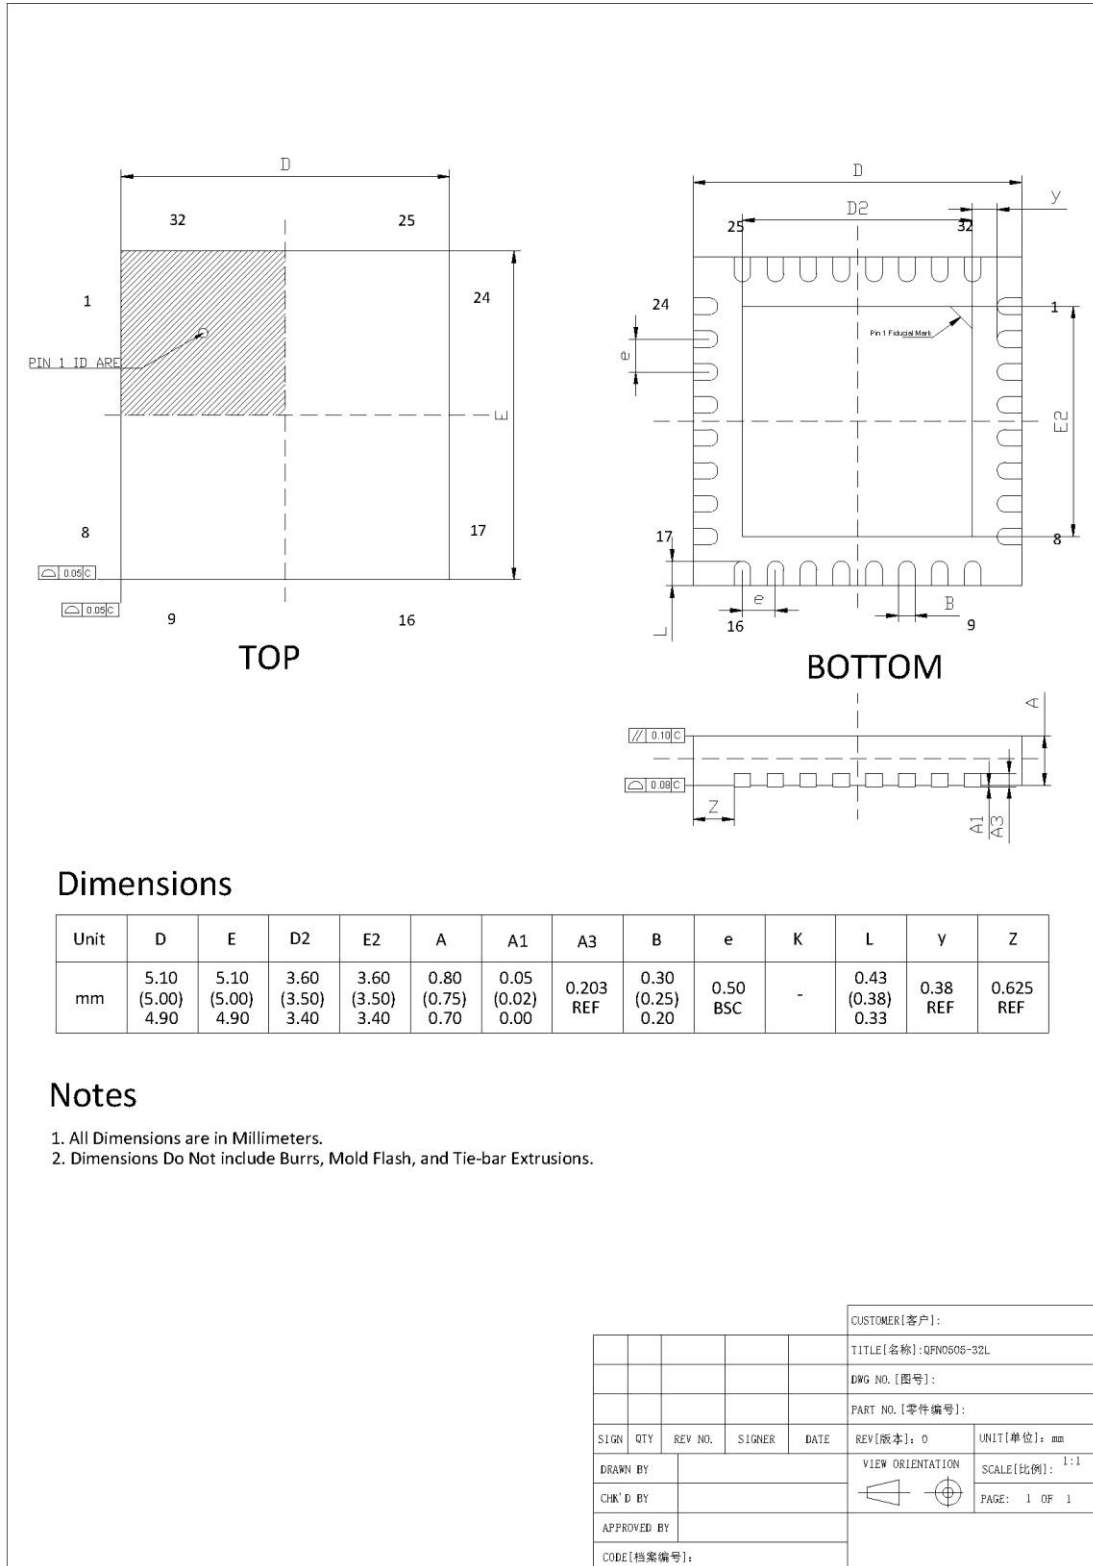 D
32 25
1 24
PIN 1 ID ARE
E
8 17
⌓ 0.05 C
⌓ 0.05 C
9 16
TOP
D
D2 y
25 32
24 1
Pin 1 Fiducial Mark
e
E2
17 8
L e B
16 9
BOTTOM
A
// 0.10 C
⌓ 0.08 C
Z
A1 A3
Dimensions
Unit D E D2 E2 A A1 A3 B e K L y Z
mm 5.10 (5.00) 4.90 5.10 (5.00) 4.90 3.60 (3.50) 3.40 3.60 (3.50) 3.40 0.80 (0.75) 0.70 0.05 (0.02) 0.00 0.203 REF 0.30 (0.25) 0.20 0.50 BSC - 0.43 (0.38) 0.33 0.38 REF 0.625 REF
Notes
1. All Dimensions are in Millimeters.
2. Dimensions Do Not include Burrs, Mold Flash, and Tie-bar Extrusions.
CUSTOMER[客户]:
TITLE[名称]:QFN0505-32L
DWG NO.[图号]:
PART NO.[零件编号]:
SIGN QTY REV NO. SIGNER DATE REV[版本]: 0 UNIT[单位]: mm
DRAWN BY VIEW ORIENTATION SCALE[比例]: 1:1
CHK'D BY PAGE: 1 OF 1
APPROVED BY
CODE[档案编号]: